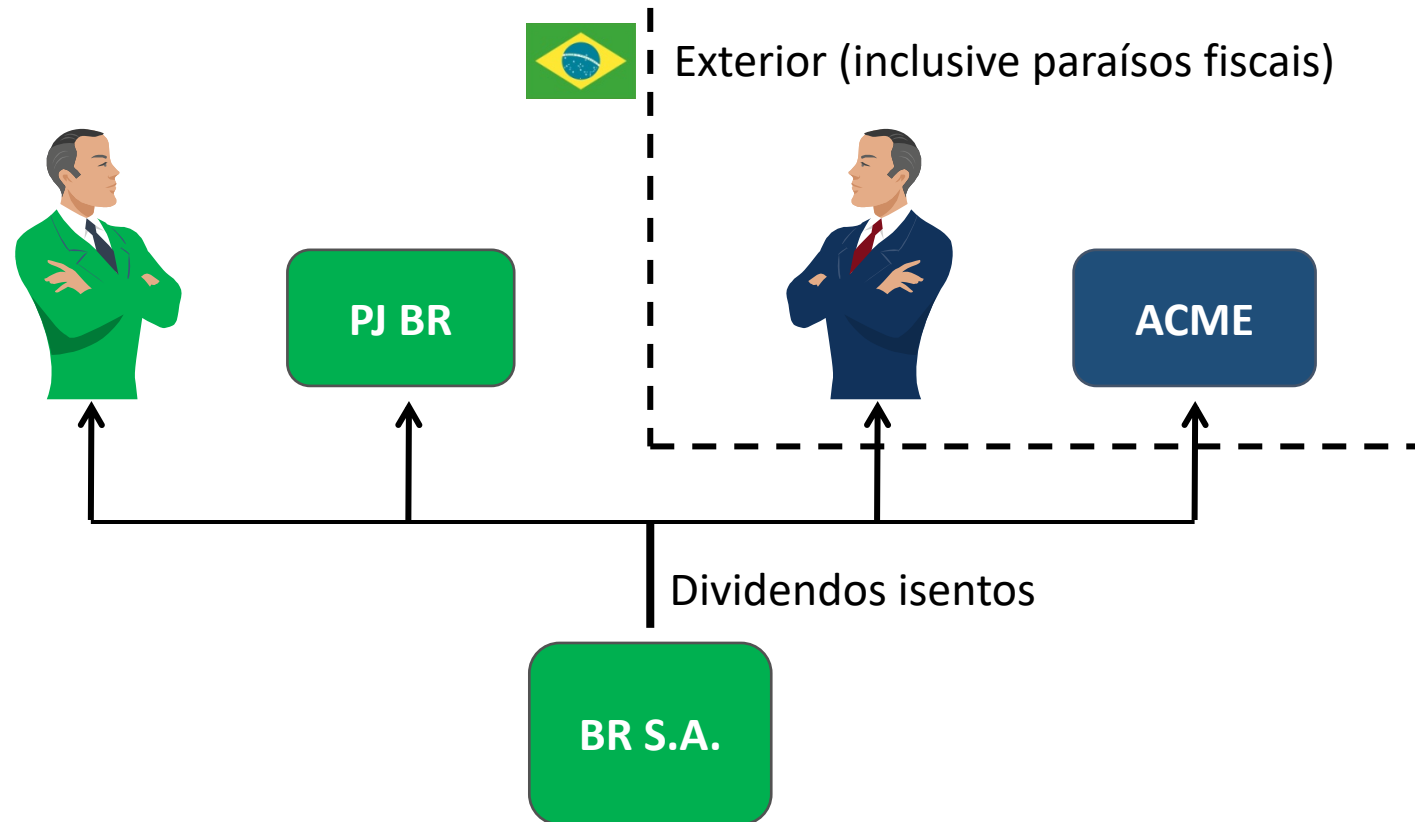 Exterior (inclusive paraísos fiscais)
PJ BR
ACME
Dividendos isentos
BR S.A.